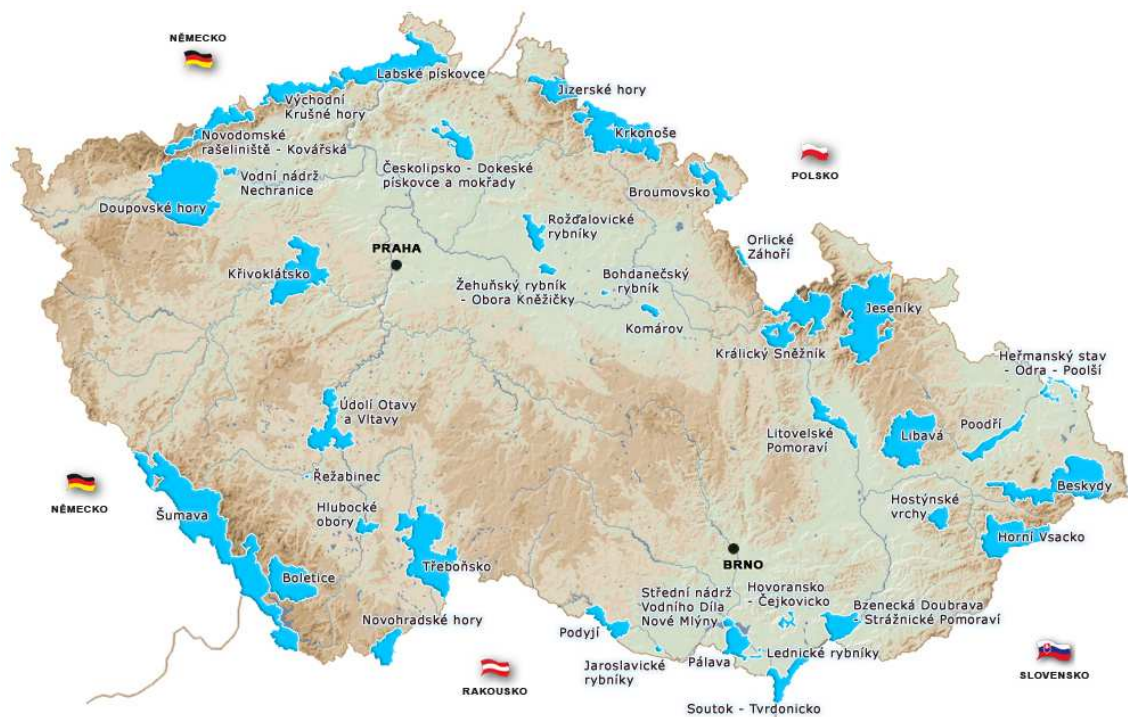 NĚMECKO
Labské pískovce
Východní
Krušné hory
Novodomské
rašeliniště - Kovářská
Vodní nádrž
Nechranice
Doupovské hory
Českolipsko - Dokeské
pískovce a mokřady
Jizerské hory
Krkonoše
POLSKO
Broumovsko
Rožďalovické
rybníky
Orlické
Záhoří
PRAHA
Křivoklátsko
Žehuňský rybník
- Obora Kněžičky
Bohdanečský
rybník
Komárov
Jeseníky
Králický Sněžník
Heřmanský stav
- Odra - Poolší
Údolí Otavy
a Vltavy
Litovelské
Pomoraví
Libavá
Poodří
Řežabinec
NĚMECKO
Šumava
Hlubocké
obory
Hostýnské
vrchy
Beskydy
Horní Vsacko
BRNO
Třeboňsko
Boletice
Novohradské hory
Střední nádrž
Vodního Díla
Nové Mlýny
Hovoransko
- Čejkovicko
Bzenecká Doubrava
- Strážnické Pomoraví
Podyjí
Jaroslavické
rybníky
Pálava
Lednické rybníky
RAKOUSKO
SLOVENSKO
Soutok - Tvrdonicko